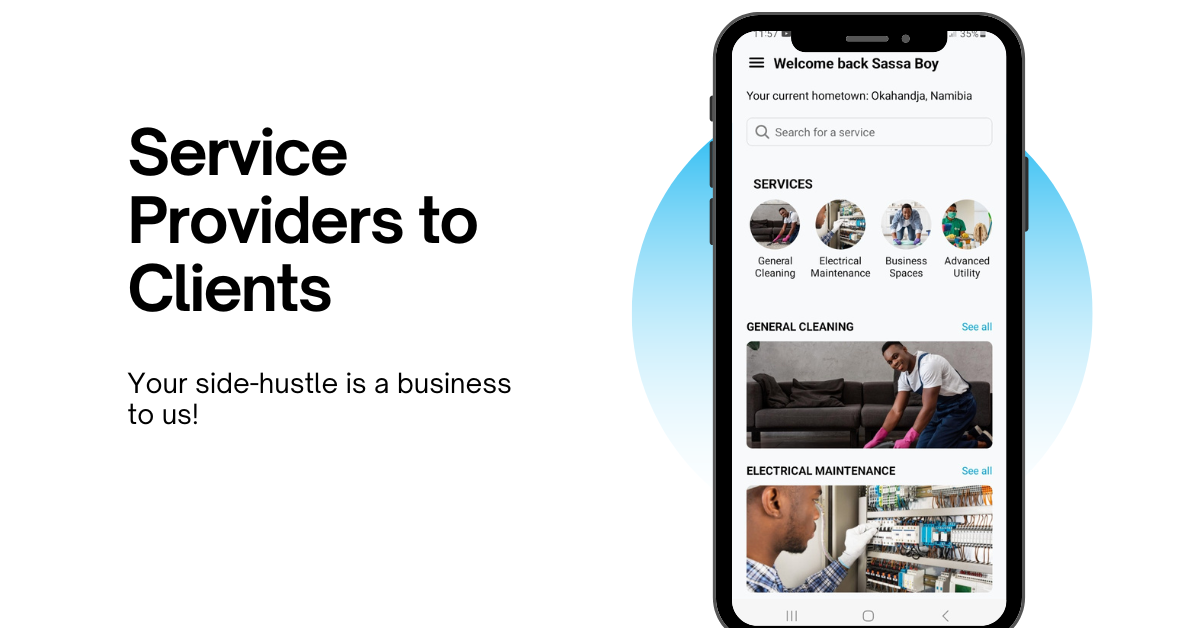 Service
Providers to
Clients
Your side-hustle is a business
to us!
11:57
35%
Welcome back Sassa Boy
Your current hometown: Okahandja, Namibia
Search for a service
SERVICES
General
Cleaning
Electrical
Maintenance
Business
Spaces
Advanced
Utility
GENERAL CLEANING
See all
ELECTRICAL MAINTENANCE
See all